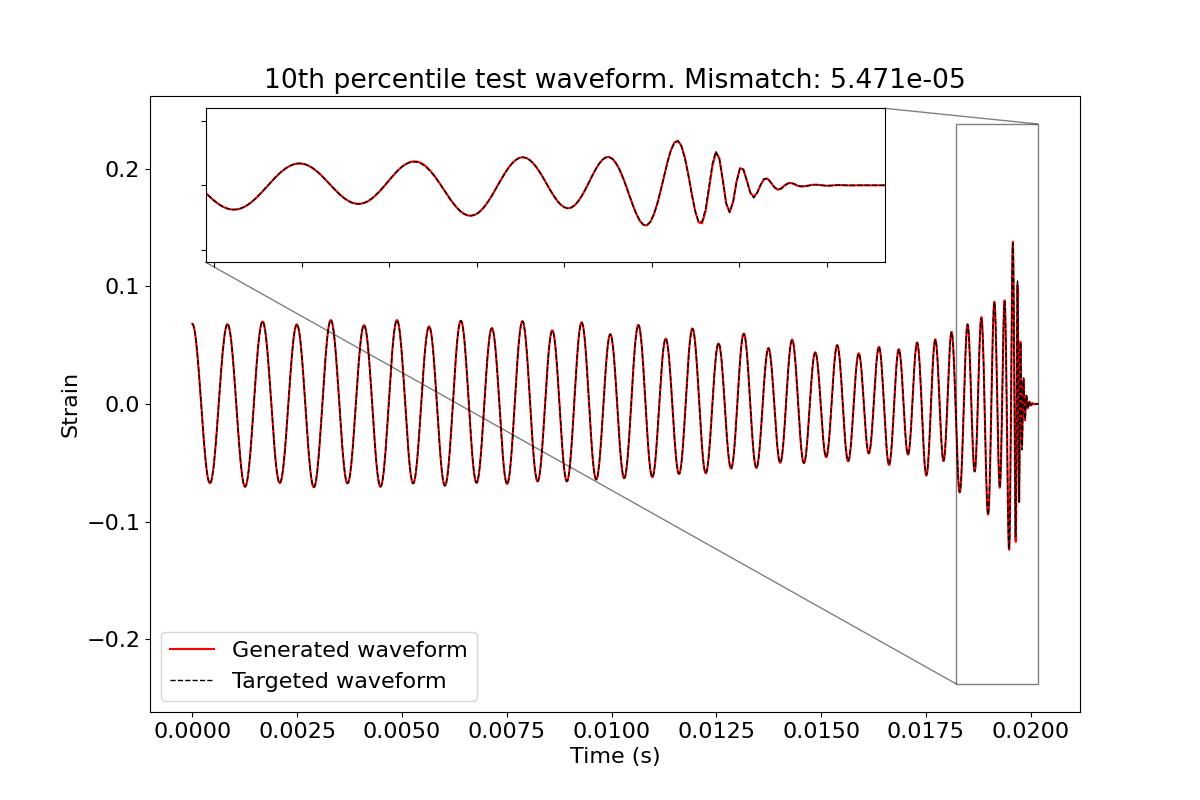 10th percentile test waveform. Mismatch: 5.471e-05
0.2
0.1
0.0
−0.1
−0.2
Strain
Generated waveform
Targeted waveform
0.0000 0.0025 0.0050 0.0075 0.0100 0.0125 0.0150 0.0175 0.0200
Time (s)